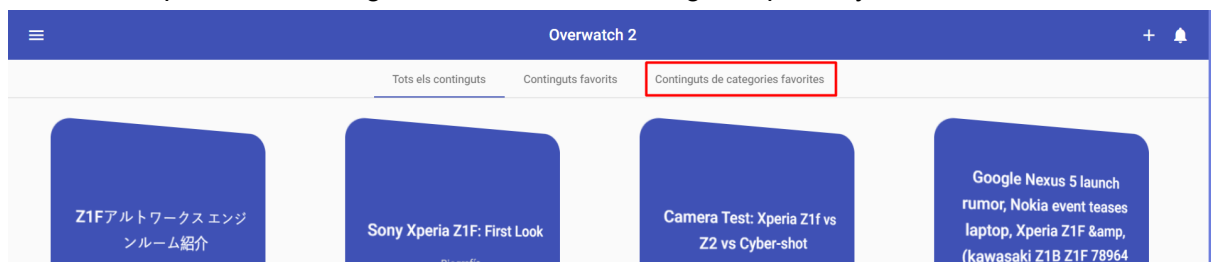 Overwatch 2
Tots els continguts
Continguts favorits
Continguts de categories favorites
Z1Fアルトワークス エンジ
ンルーム紹介
Sony Xperia Z1F: First Look
Camera Test: Xperia Z1f vs
Z2 vs Cyber-shot
Google Nexus 5 launch
rumor, Nokia event teases
laptop, Xperia Z1F &amp,
(kawasaki Z1B Z1F 78964